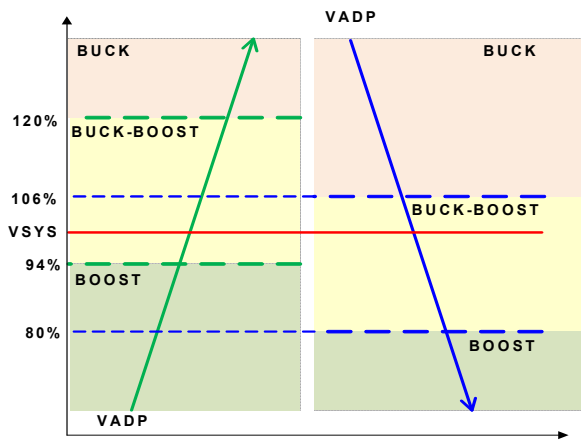 VADP
BUCK
BUCK
120%
BUCK-BOOST
106%
BUCK-BOOST
VSYS
94%
BOOST
80%
BOOST
VADP